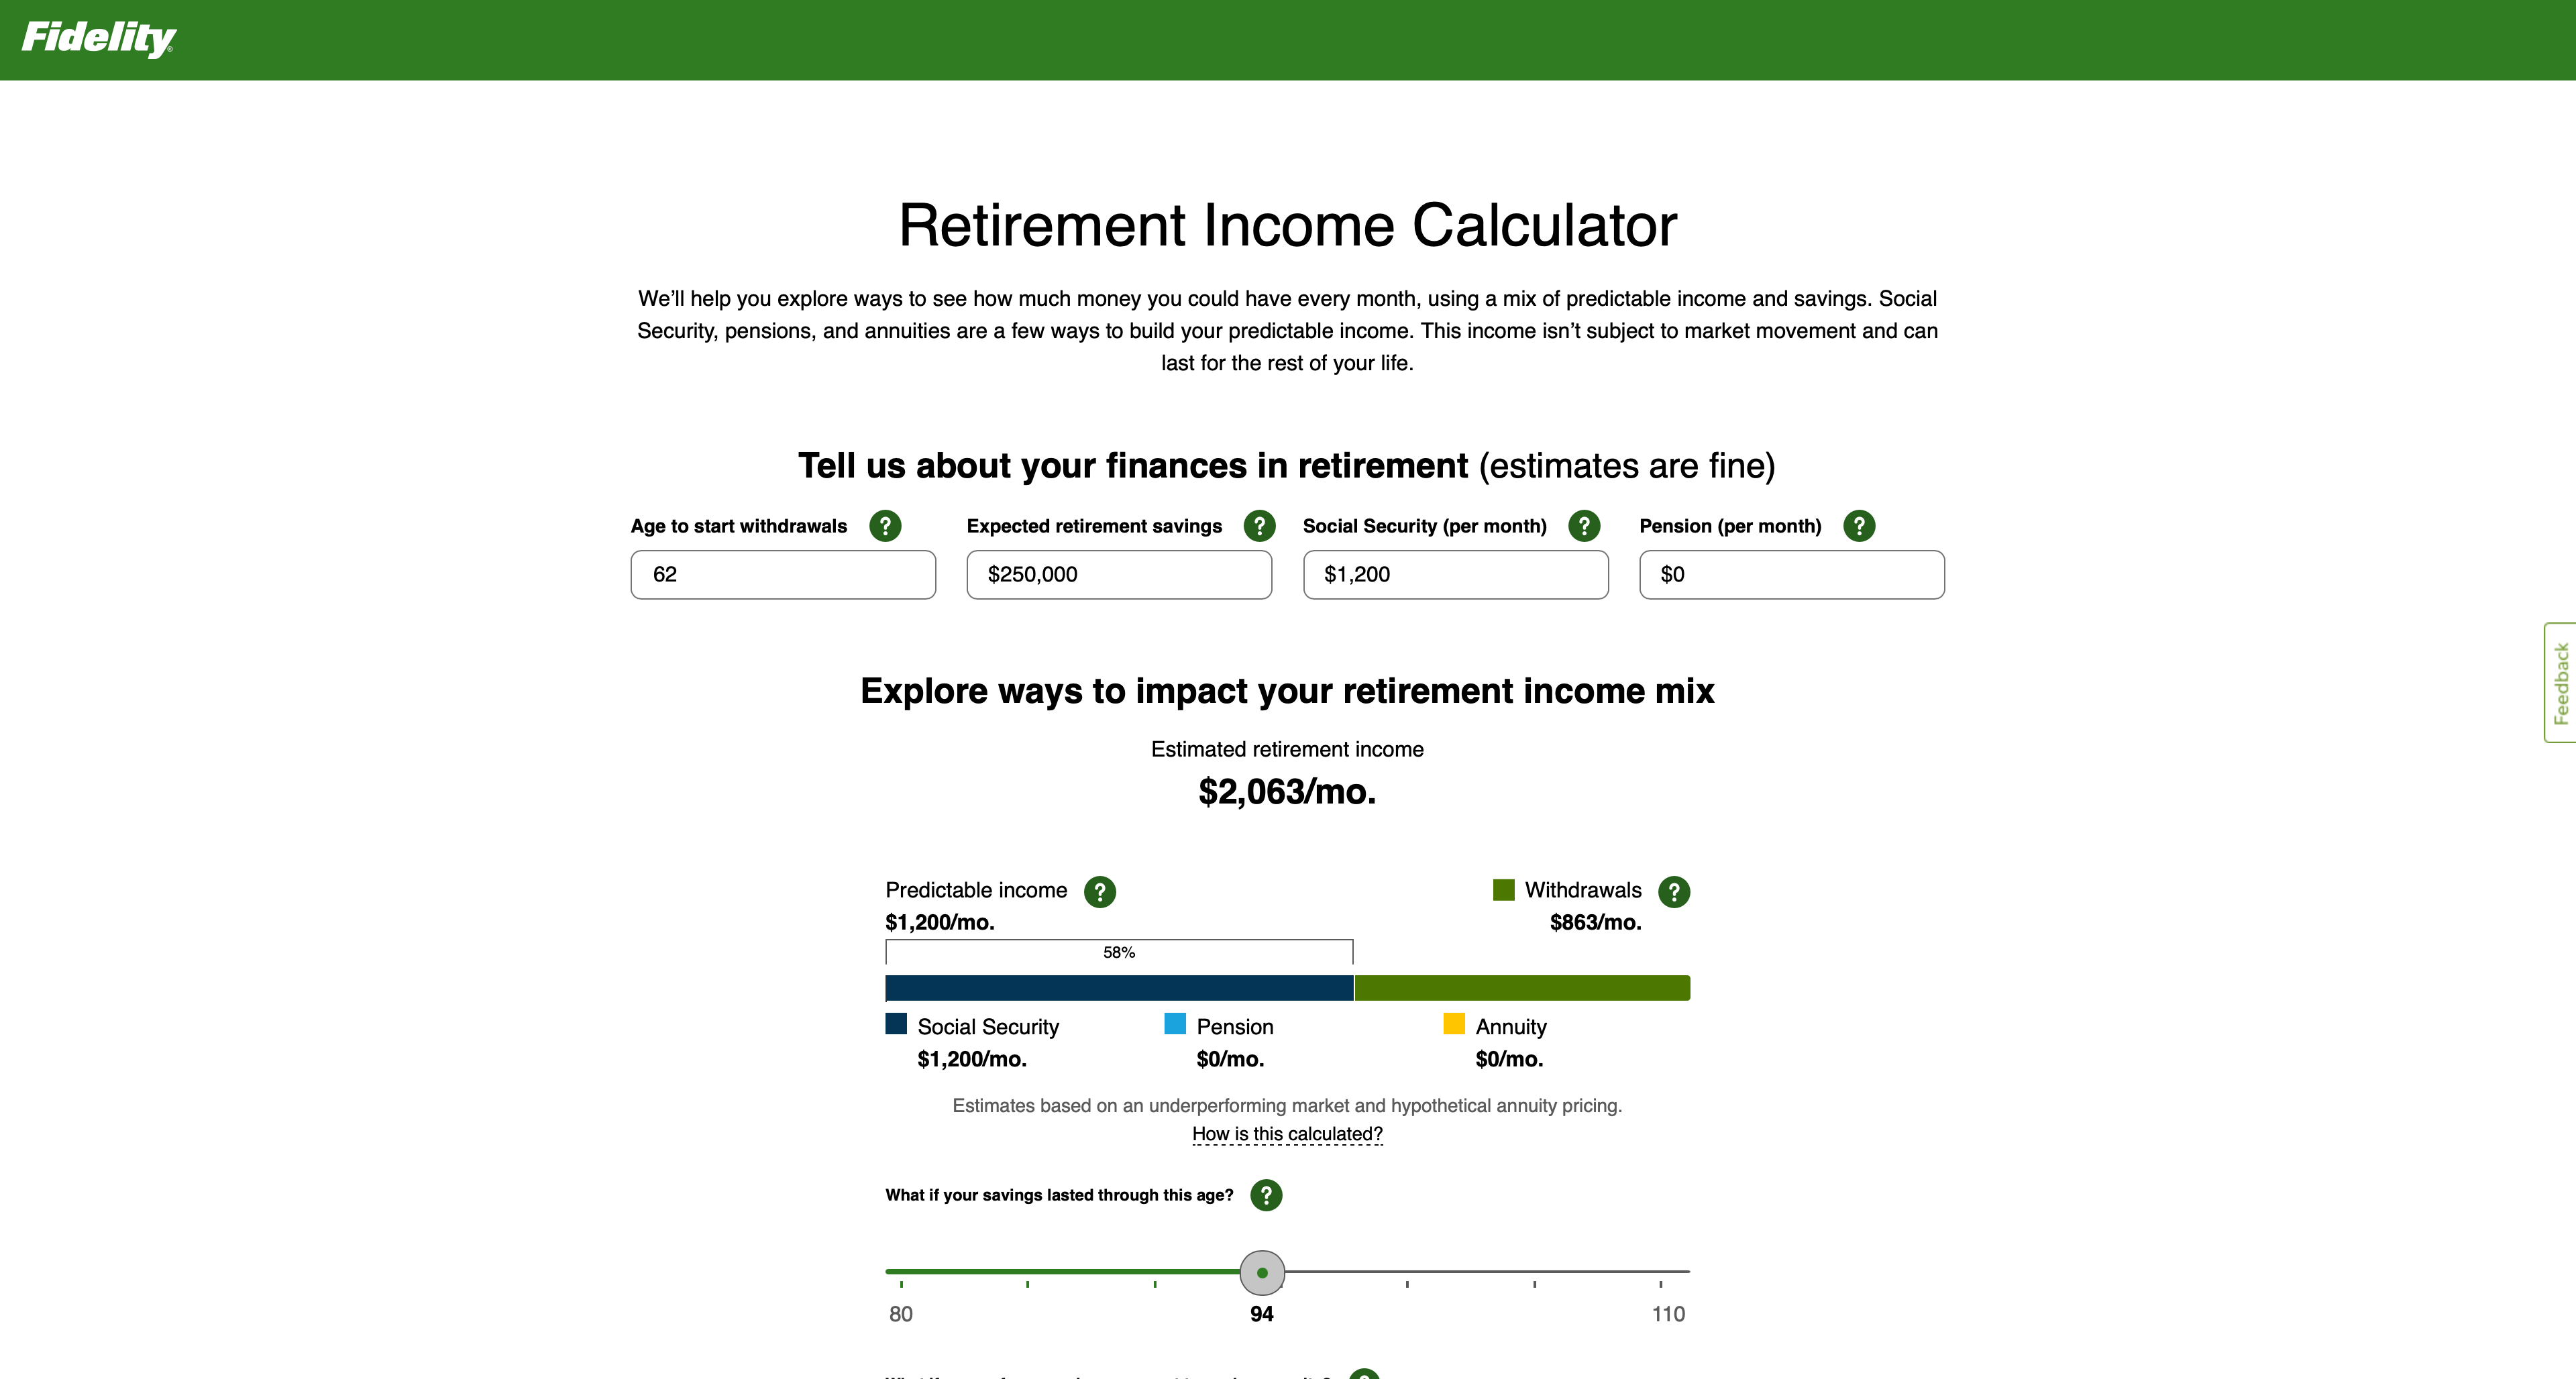 Fidelity®
Retirement Income Calculator
We’ll help you explore ways to see how much money you could have every month, using a mix of predictable income and savings. Social
Security, pensions, and annuities are a few ways to build your predictable income. This income isn’t subject to market movement and can
last for the rest of your life.
Tell us about your finances in retirement (estimates are fine)
Age to start withdrawals ? Expected retirement savings ? Social Security (per month) ? Pension (per month) ?
62 $250,000 $1,200 $0
Feedback
Explore ways to impact your retirement income mix
Estimated retirement income
$2,063/mo.
Predictable income ? Withdrawals ?
$1,200/mo. $863/mo.
58%
Social Security Pension Annuity
$1,200/mo. $0/mo. $0/mo.
Estimates based on an underperforming market and hypothetical annuity pricing.
How is this calculated?
What if your savings lasted through this age? ?
80 94 110